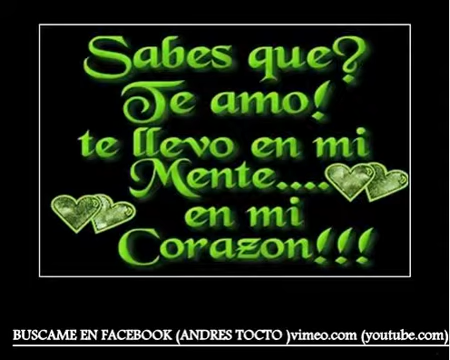 Sabes que?
Te amo!
te llevo en mi
Mente....
en mi
Corazon!!!
BUSCAME EN FACEBOOK (ANDRES TOCTO )vimeo.com (youtube.com)